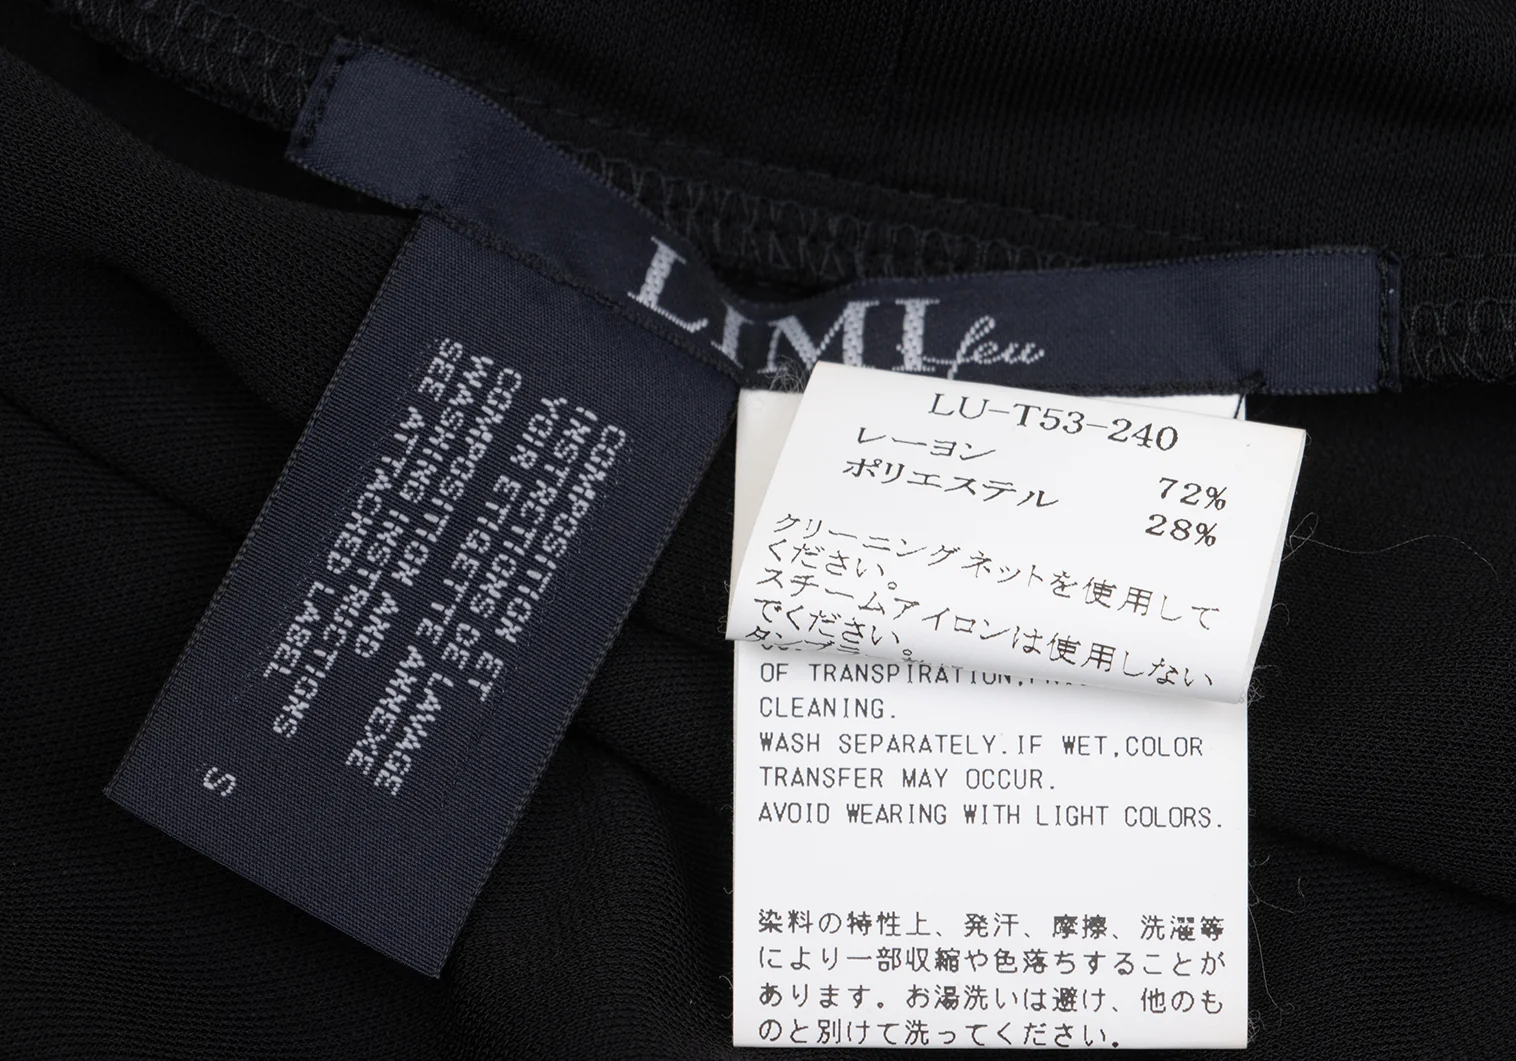 LIMI feu
COMPOSITION ET
INSTRECTIONS DE LAVAGE
VOIR ETIQETTE ANNEXE
COMPOSITION AND
WASHING INSTRUCTIONS
SEE ATTACHED LABEL
S
LU-T53-240
レーヨン 72%
ポリエステル 28%
クリーニングネットを使用して
ください。
スチームアイロンは使用しない
でください。
OF TRANSPIRATION,
CLEANING.
WASH SEPARATELY.IF WET,COLOR
TRANSFER MAY OCCUR.
AVOID WEARING WITH LIGHT COLORS.
染料の特性上、発汗、摩擦、洗濯等
により一部収縮や色落ちすることが
あります。お湯洗いは避け、他のも
のと別けて洗ってください。